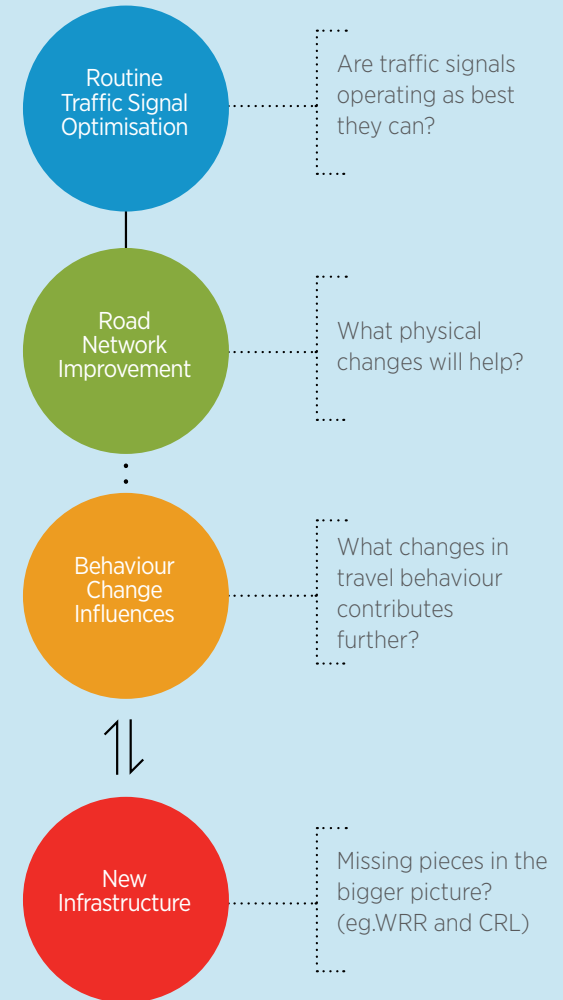 Routine
Traffic Signal
Optimisation
Are traffic signals
operating as best
they can?
Road
Network
Improvement
What physical
changes will help?
Behaviour
Change
Influences
What changes in
travel behaviour
contributes
further?
New
Infrastructure
Missing pieces in the
bigger picture?
(eg.WRR and CRL)